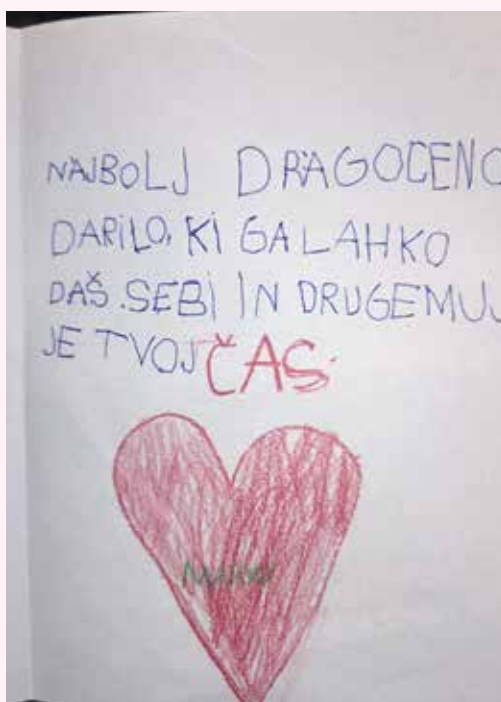 NAJBOLJ DRAGOCENO
DARILO, KI GA LAHKO
DAŠ SEBI IN DRUGEMU,
JE TVOJ ČAS.